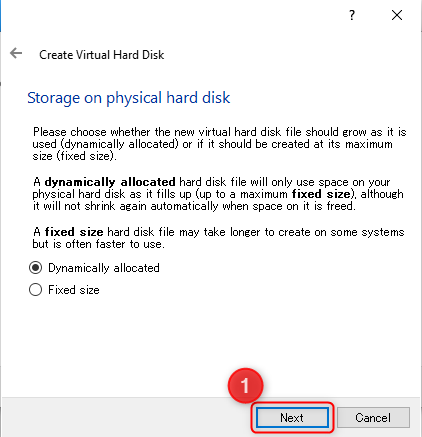 ?
Create Virtual Hard Disk
Storage on physical hard disk
Please choose whether the new virtual hard disk file should grow as it is
used (dynamically allocated) or if it should be created at its maximum
size (fixed size).
A dynamically allocated hard disk file will only use space on your
physical hard disk as it fills up (up to a maximum fixed size), although
it will not shrink again automatically when space on it is freed.
A fixed size hard disk file may take longer to create on some systems
but is often faster to use.
Dynamically allocated
Fixed size
1
Next Cancel